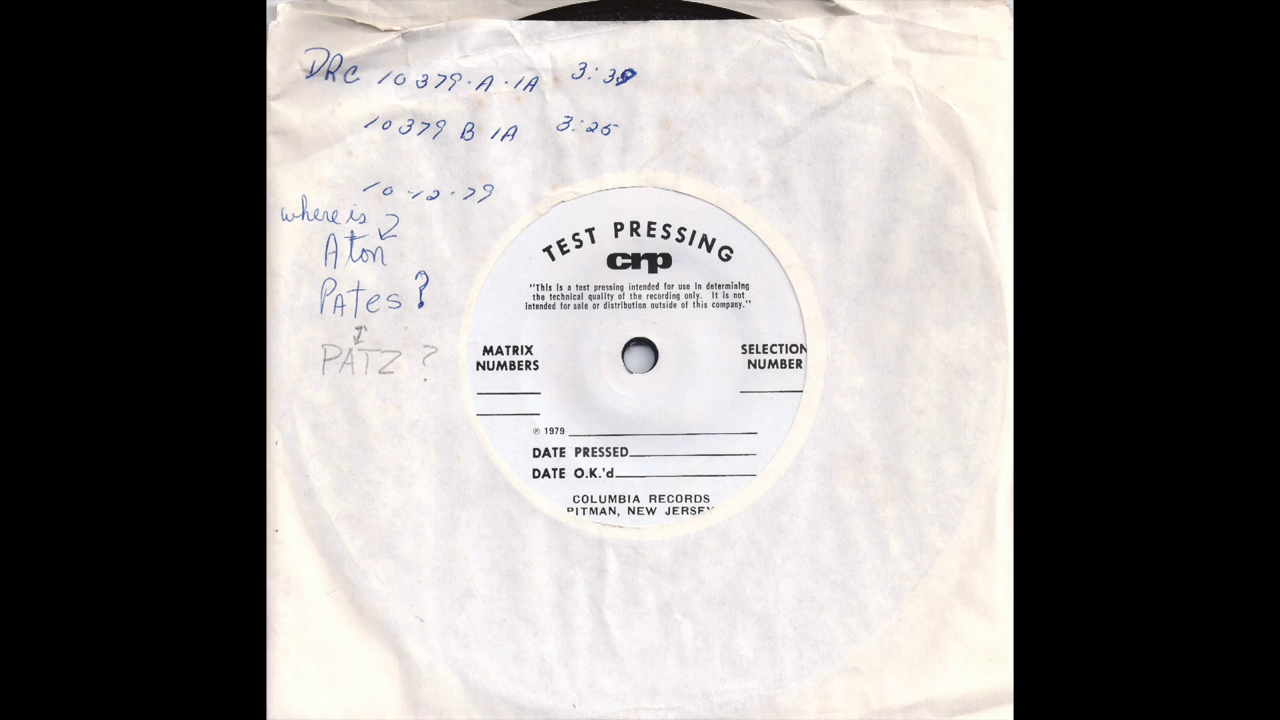 DRC 10379·A·1A 3:39
10379 B 1A 3:25
10-12-79
where is
Aton
Pates?
PATZ?
TEST PRESSING
crp
"This is a test pressing intended for use in determining
the technical quality of the recording only. It is not
intended for sale or distribution outside of this company."
MATRIX
NUMBERS
SELECTION
NUMBER
℗ 1979
DATE PRESSED
DATE O.K.'d
COLUMBIA RECORDS
PITMAN, NEW JERSEY